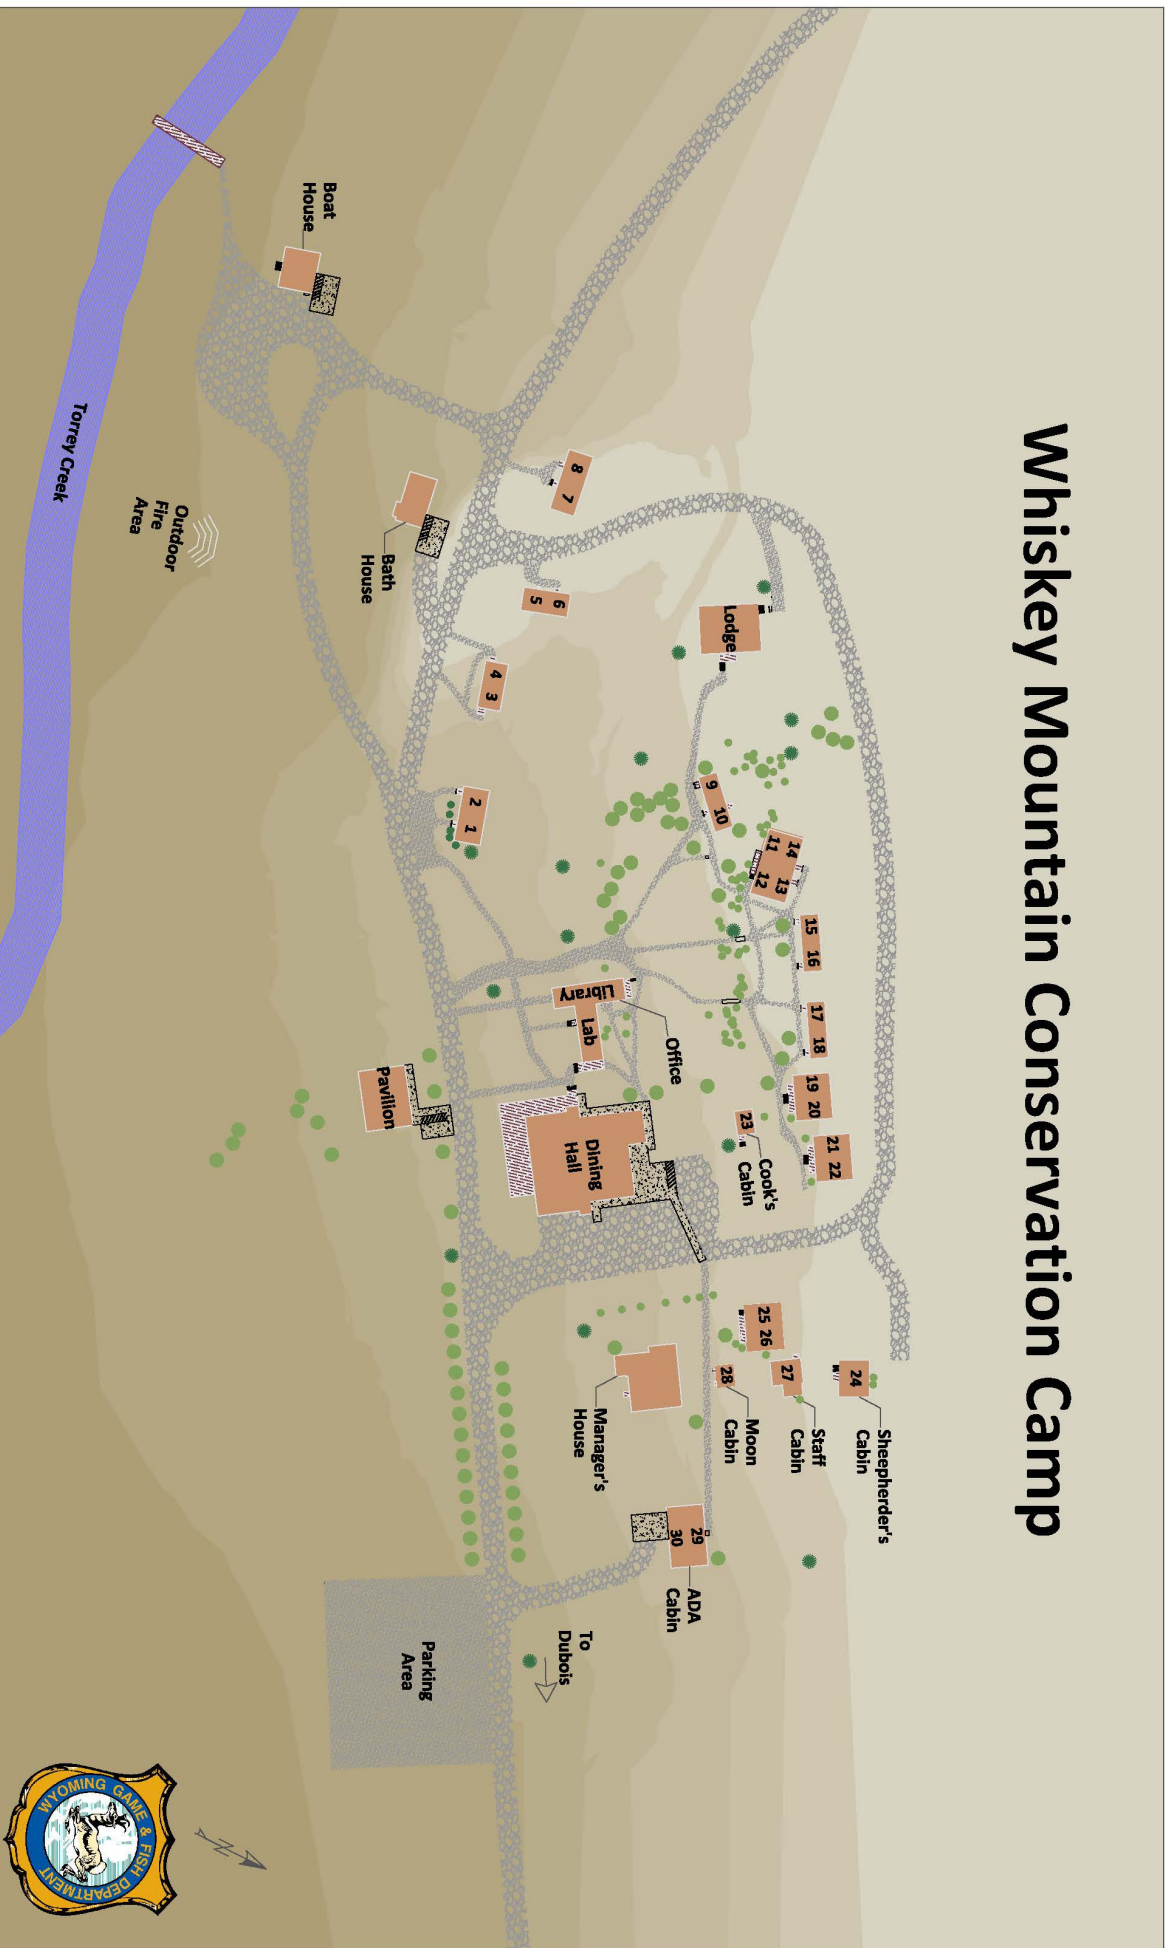 Whiskey Mountain Conservation Camp
Sheepherder's
Cabin
24
Staff
Cabin
27
25 26
Moon
Cabin
28
21 22
19 20
17 18
15 16
14 13
11 12
9 10
Cook's
Cabin
23
ADA
Cabin
29
30
Lodge
Office
Library
Lab
Dining
Hall
Manager's
House
To
Dubois
8 7
6
5
4 3
2 1
Bath
House
Pavilion
Parking
Area
Boat
House
Outdoor
Fire
Area
Torrey Creek
N
WYOMING GAME & FISH DEPARTMENT